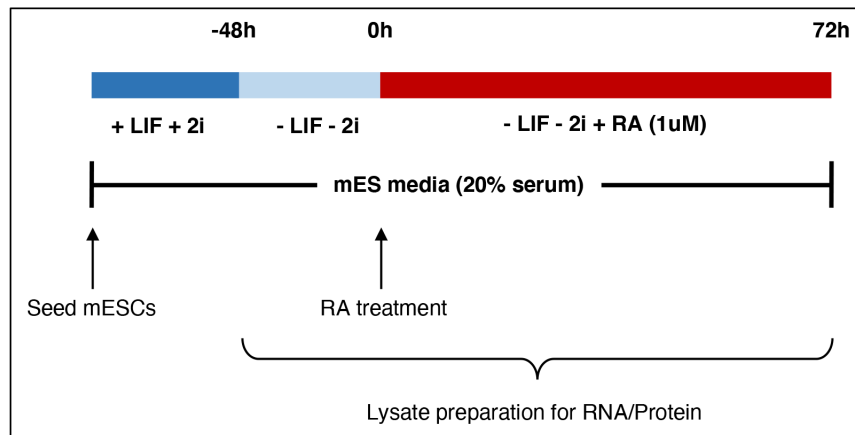 -48h 0h 72h
+ LIF + 2i - LIF - 2i - LIF - 2i + RA (1uM)
mES media (20% serum)
Seed mESCs RA treatment
Lysate preparation for RNA/Protein